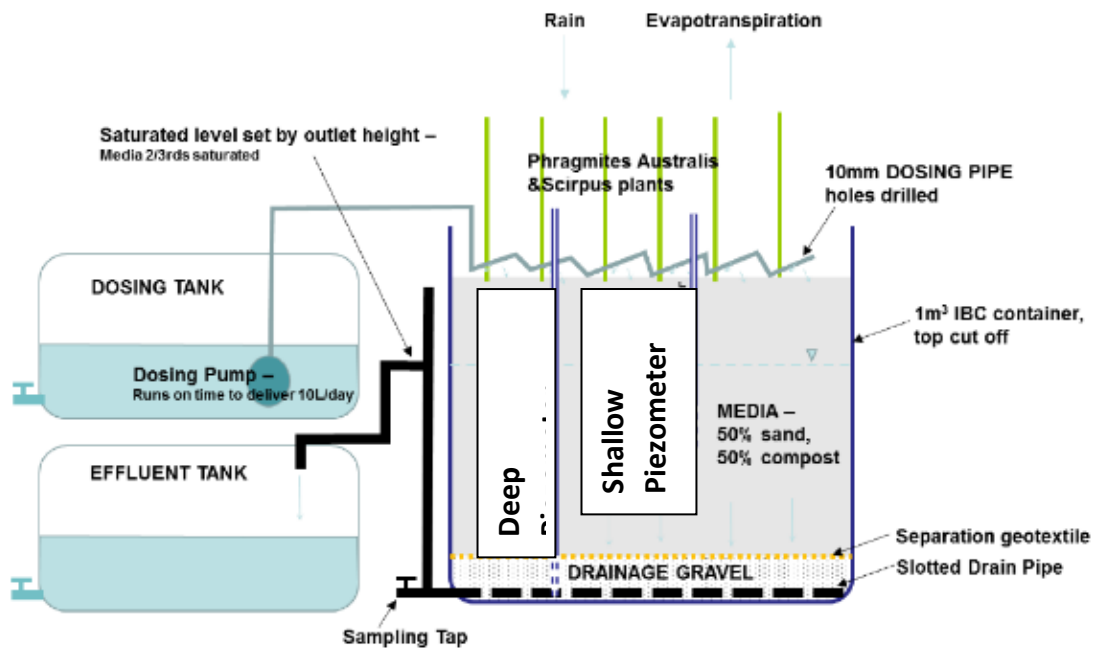 Rain
Evapotranspiration
Saturated level set by outlet height –
Media 2/3rds saturated
Phragmites Australis
&Scirpus plants
10mm DOSING PIPE
holes drilled
DOSING TANK
Dosing Pump –
Runs on time to deliver 10L/day
1m³ IBC container,
top cut off
Deep
Shallow
Piezometer
MEDIA –
50% sand,
50% compost
EFFLUENT TANK
Separation geotextile
DRAINAGE GRAVEL
Slotted Drain Pipe
Sampling Tap